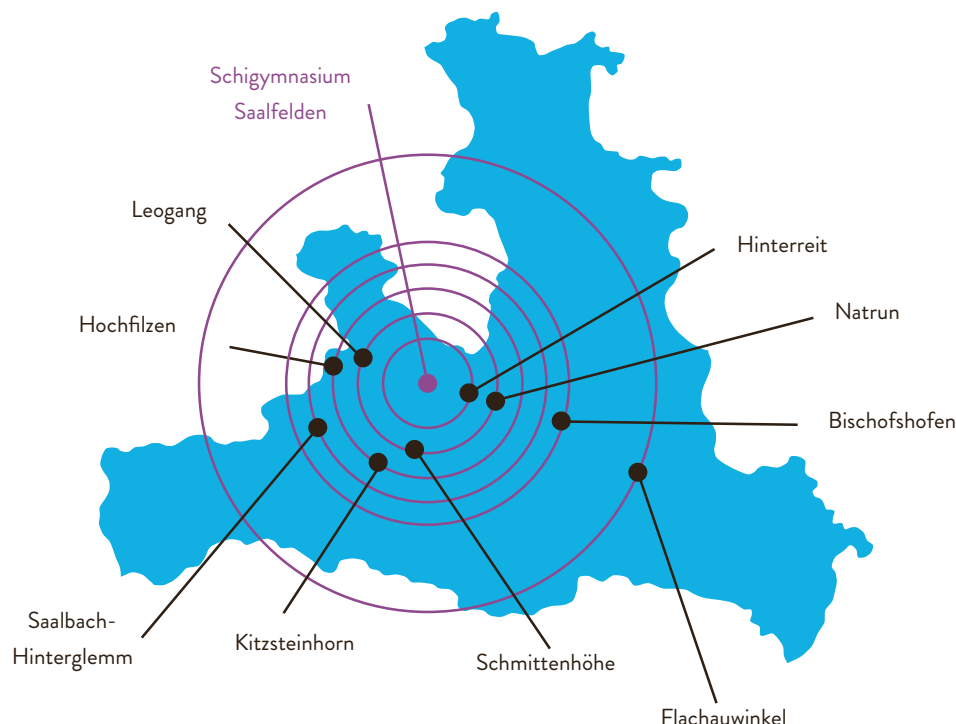 Schigymnasium
Saalfelden
Leogang
Hinterreit
Natrun
Hochfilzen
Bischofshofen
Saalbach-
Hinterglemm
Kitzsteinhorn
Schmittenhöhe
Flachauwinkel